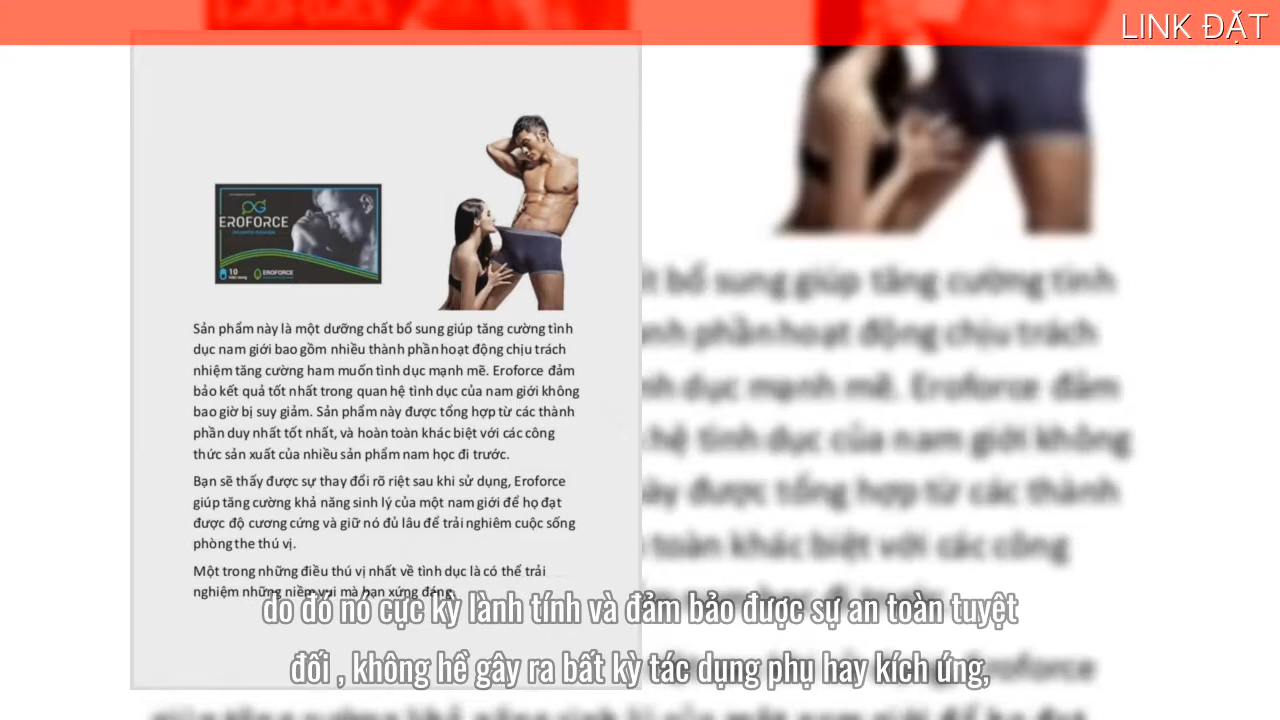 LINK ĐẶT
EROFORCE
10
EROFORCE
Sản phẩm này là một dưỡng chất bổ sung giúp tăng cường tình
dục nam giới bao gồm nhiều thành phần hoạt động chịu trách
nhiệm tăng cường ham muốn tình dục mạnh mẽ. Eroforce đảm
bảo kết quả tốt nhất trong quan hệ tình dục của nam giới không
bao giờ bị suy giảm. Sản phẩm này được tổng hợp từ các thành
phần duy nhất tốt nhất, và hoàn toàn khác biệt với các công
thức sản xuất của nhiều sản phẩm nam học đi trước.
Bạn sẽ thấy được sự thay đổi rõ riệt sau khi sử dụng, Eroforce
giúp tăng cường khả năng sinh lý của một nam giới để họ đạt
được độ cương cứng và giữ nó đủ lâu để trải nghiêm cuộc sống
phòng the thú vị.
Một trong những điều thú vị nhất về tình dục là có thể trải
nghiệm những niềm vui mà bạn xứng đáng.
do đó nó cực kỳ lành tính và đảm bảo được sự an toàn tuyệt
đối , không hề gây ra bất kỳ tác dụng phụ hay kích ứng,